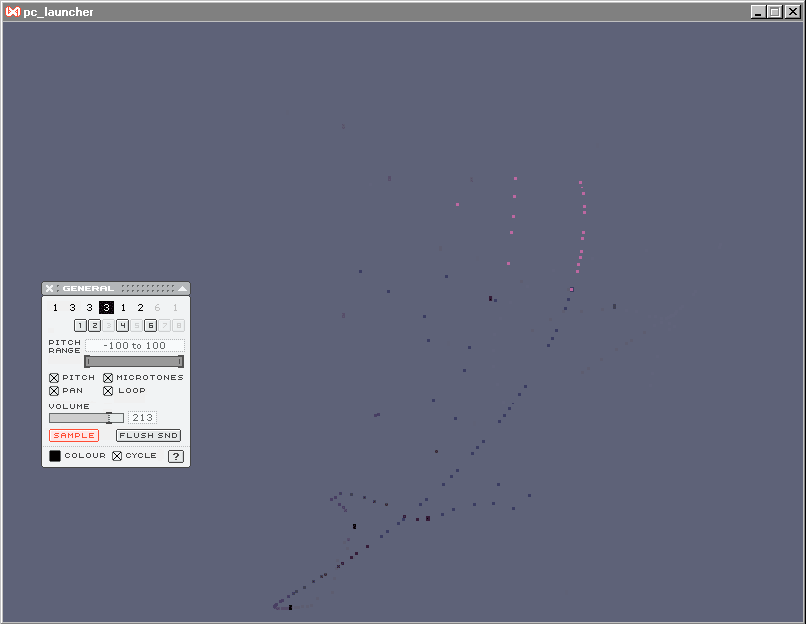 pc_launcher
GENERAL
1 3 3 3 1 2 6 1
1 2 3 4 5 6 7 8
PITCH RANGE -100 to 100
PITCH MICROTONES
PAN LOOP
VOLUME
213
SAMPLE FLUSH SND
COLOUR CYCLE ?